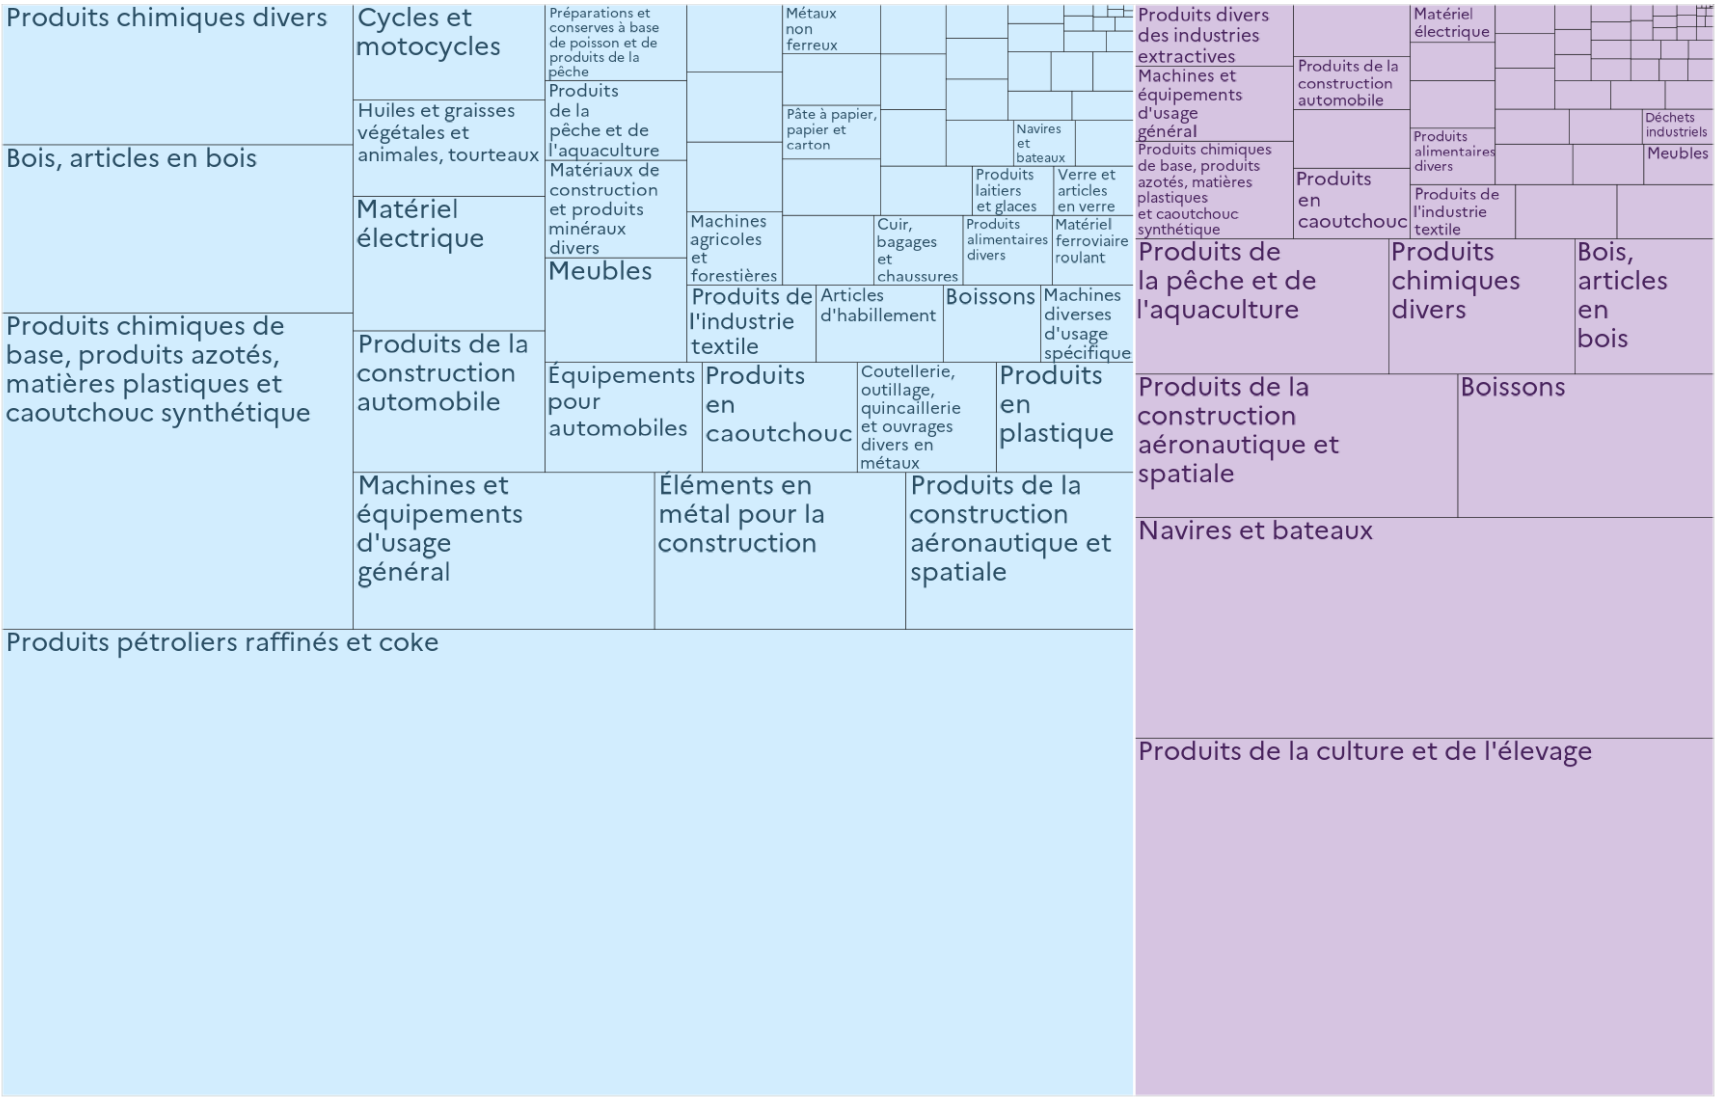 Produits chimiques divers
Bois, articles en bois
Produits chimiques de
base, produits azotés,
matières plastiques et
caoutchouc synthétique
Cycles et
motocycles
Huiles et graisses
végétales et
animales, tourteaux
Matériel
électrique
Produits de la
construction
automobile
Préparations et
conserves à base
de poisson et de
produits de la
pêche
Produits
de la
pêche et de
l'aquaculture
Matériaux de
construction
et produits
minéraux
divers
Meubles
Métaux
non
ferreux
Pâte à papier,
papier et
carton
Navires
et
bateaux
Produits
laitiers
et glaces
Verre et
articles
en verre
Machines
agricoles
et
forestières
Cuir,
bagages
et
chaussures
Produits
alimentaires
divers
Matériel
ferroviaire
roulant
Produits de
l'industrie
textile
Articles
d'habillement
Boissons
Machines
diverses
d'usage
spécifique
Équipements
pour
automobiles
Produits
en
caoutchouc
Coutellerie,
outillage,
quincaillerie
et ouvrages
divers en
métaux
Produits
en
plastique
Machines et
équipements
d'usage
général
Éléments en
métal pour la
construction
Produits de la
construction
aéronautique et
spatiale
Produits pétroliers raffinés et coke
Produits divers
des industries
extractives
Machines et
équipements
d'usage
général
Produits chimiques
de base, produits
azotés, matières
plastiques
et caoutchouc
synthétique
Produits de la
construction
automobile
Produits
en
caoutchouc
Matériel
électrique
Produits
alimentaires
divers
Produits de
l'industrie
textile
Déchets
industriels
Meubles
Produits de
la pêche et de
l'aquaculture
Produits
chimiques
divers
Bois,
articles
en
bois
Produits de la
construction
aéronautique et
spatiale
Boissons
Navires et bateaux
Produits de la culture et de l'élevage